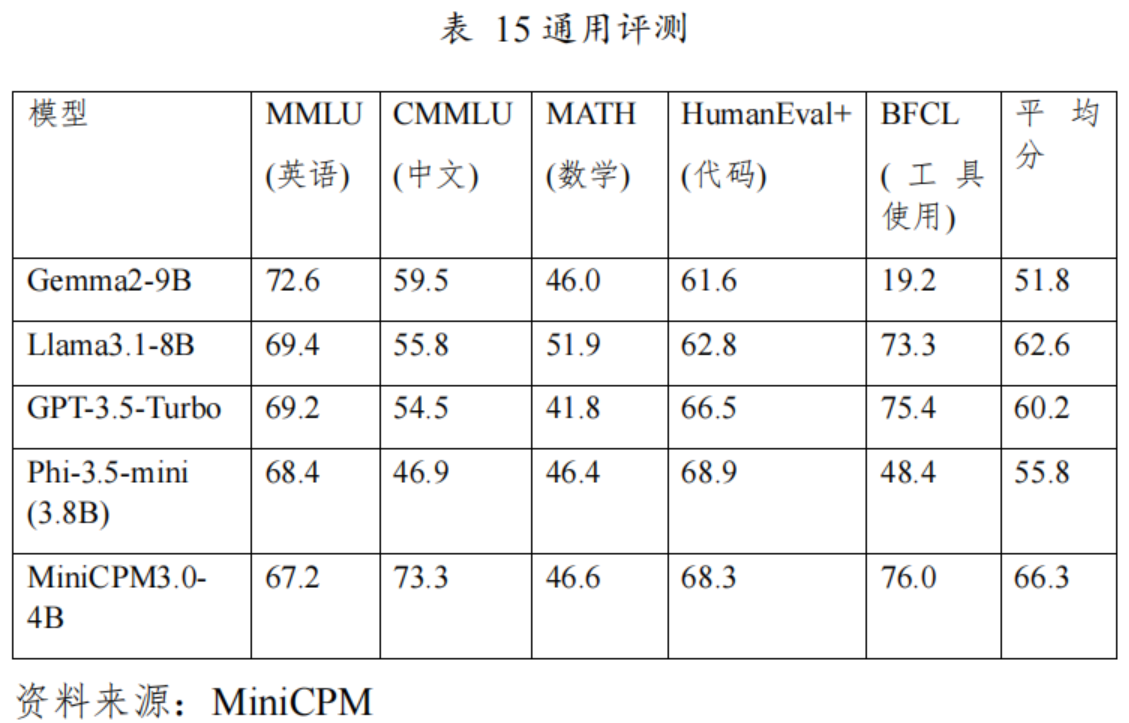 表 15 通用评测
模型 MMLU CMMLU MATH HumanEval+ BFCL 平均
(英语) (中文) (数学) (代码) (工具 分
使用)
Gemma2-9B 72.6 59.5 46.0 61.6 19.2 51.8
Llama3.1-8B 69.4 55.8 51.9 62.8 73.3 62.6
GPT-3.5-Turbo 69.2 54.5 41.8 66.5 75.4 60.2
Phi-3.5-mini 68.4 46.9 46.4 68.9 48.4 55.8
(3.8B)
MiniCPM3.0- 67.2 73.3 46.6 68.3 76.0 66.3
4B
资料来源：MiniCPM